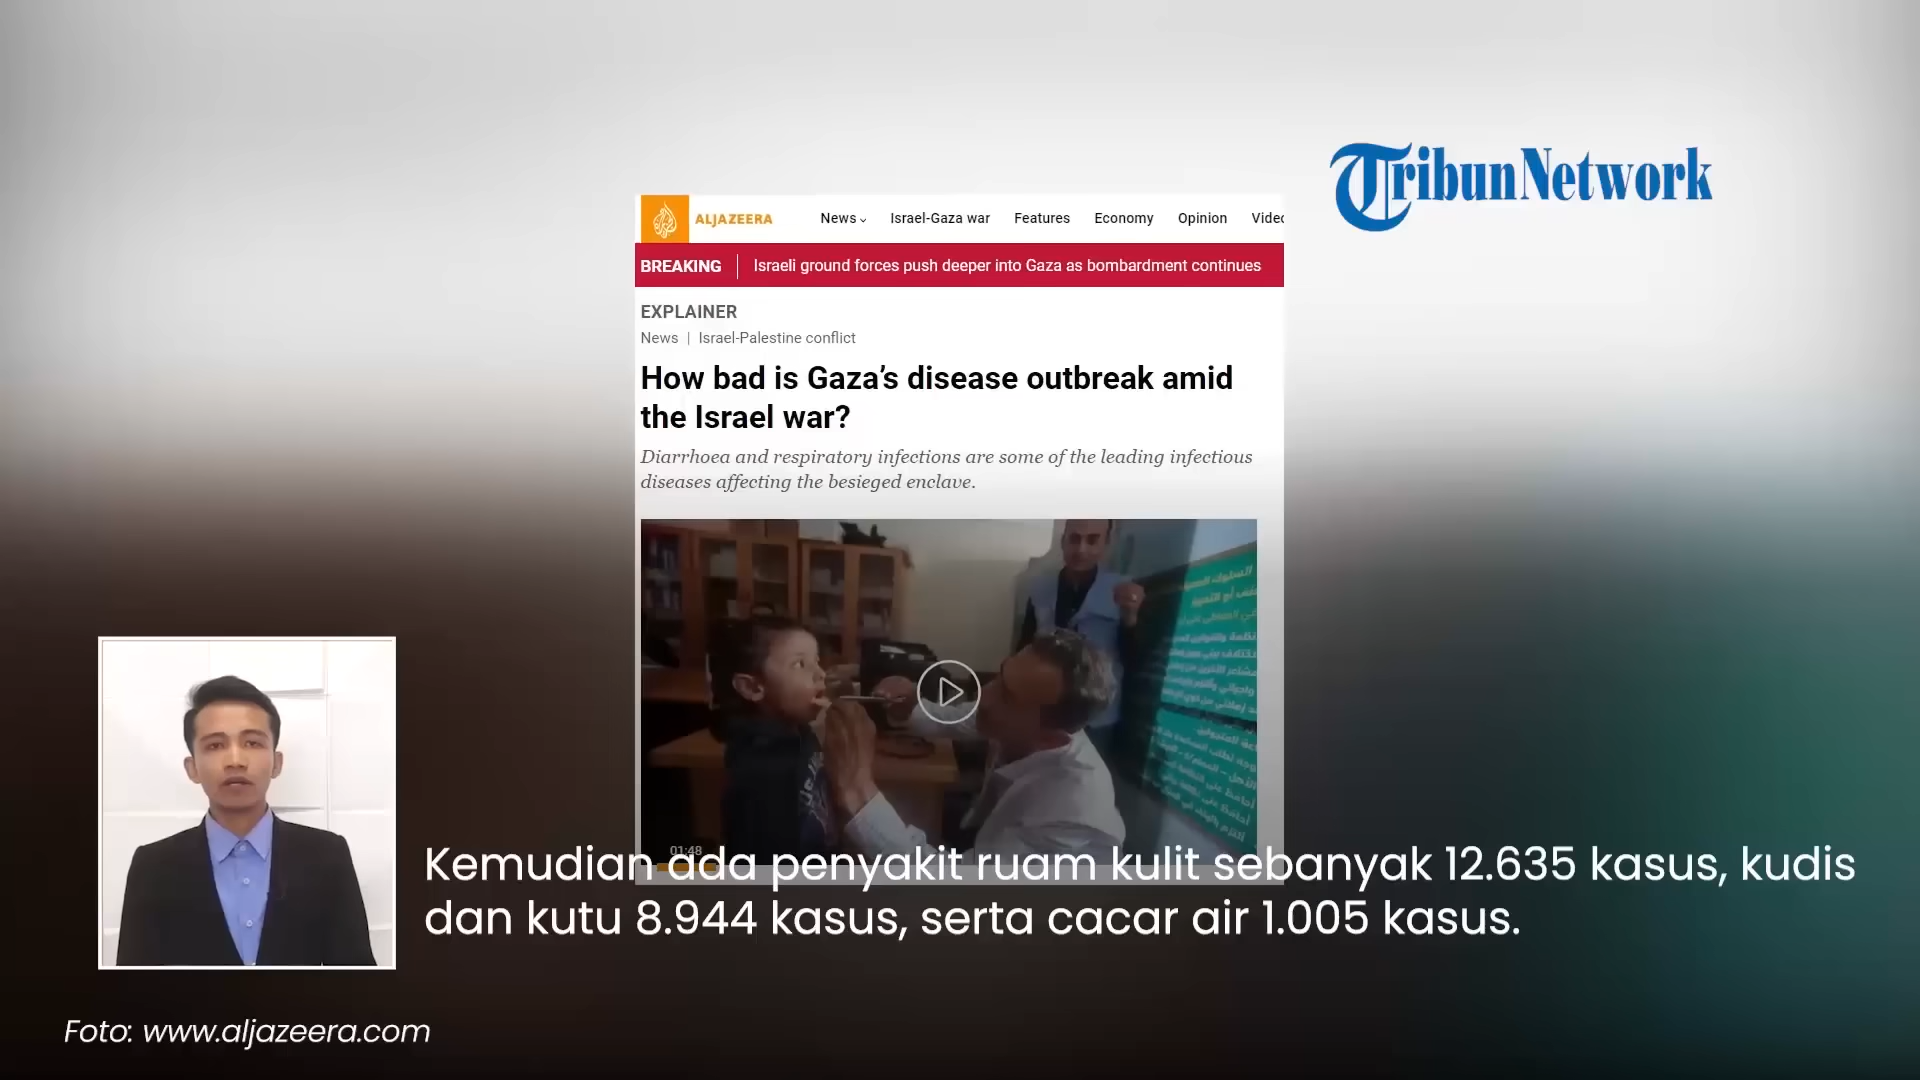 Tribun Network
ALJAZEERA
News
Israel-Gaza war
Features
Economy
Opinion
BREAKING
Israeli ground forces push deeper into Gaza as bombardment continues
EXPLAINER
News | Israel-Palestine conflict
How bad is Gaza’s disease outbreak amid
the Israel war?
Diarrhoea and respiratory infections are some of the leading infectious
diseases affecting the besieged enclave.
01:48
Kemudian ada penyakit ruam kulit sebanyak 12.635 kasus, kudis
dan kutu 8.944 kasus, serta cacar air 1.005 kasus.
Foto: www.aljazeera.com